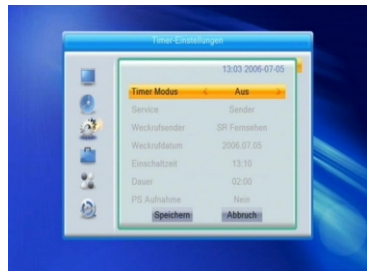 Timer Einstellungen
13:03 2006-07-05
Timer Modus Aus
Service Sender
Weckrufsender SR Fernsehen
Weckrufdatum 2006.07.05
Einschaltzeit 13:10
Dauer 02:00
PS Aufnahme Nein
Speichern Abbruch